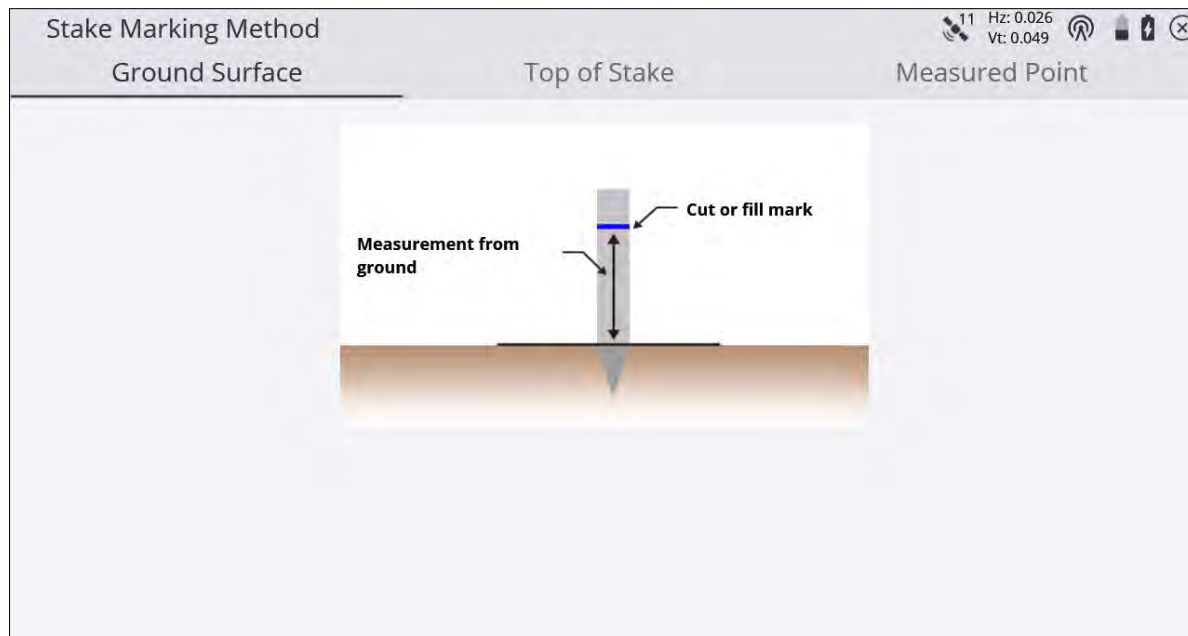 Stake Marking Method
11
Hz: 0.026
Vt: 0.049
Ground Surface
Top of Stake
Measured Point
Cut or fill mark
Measurement from
ground